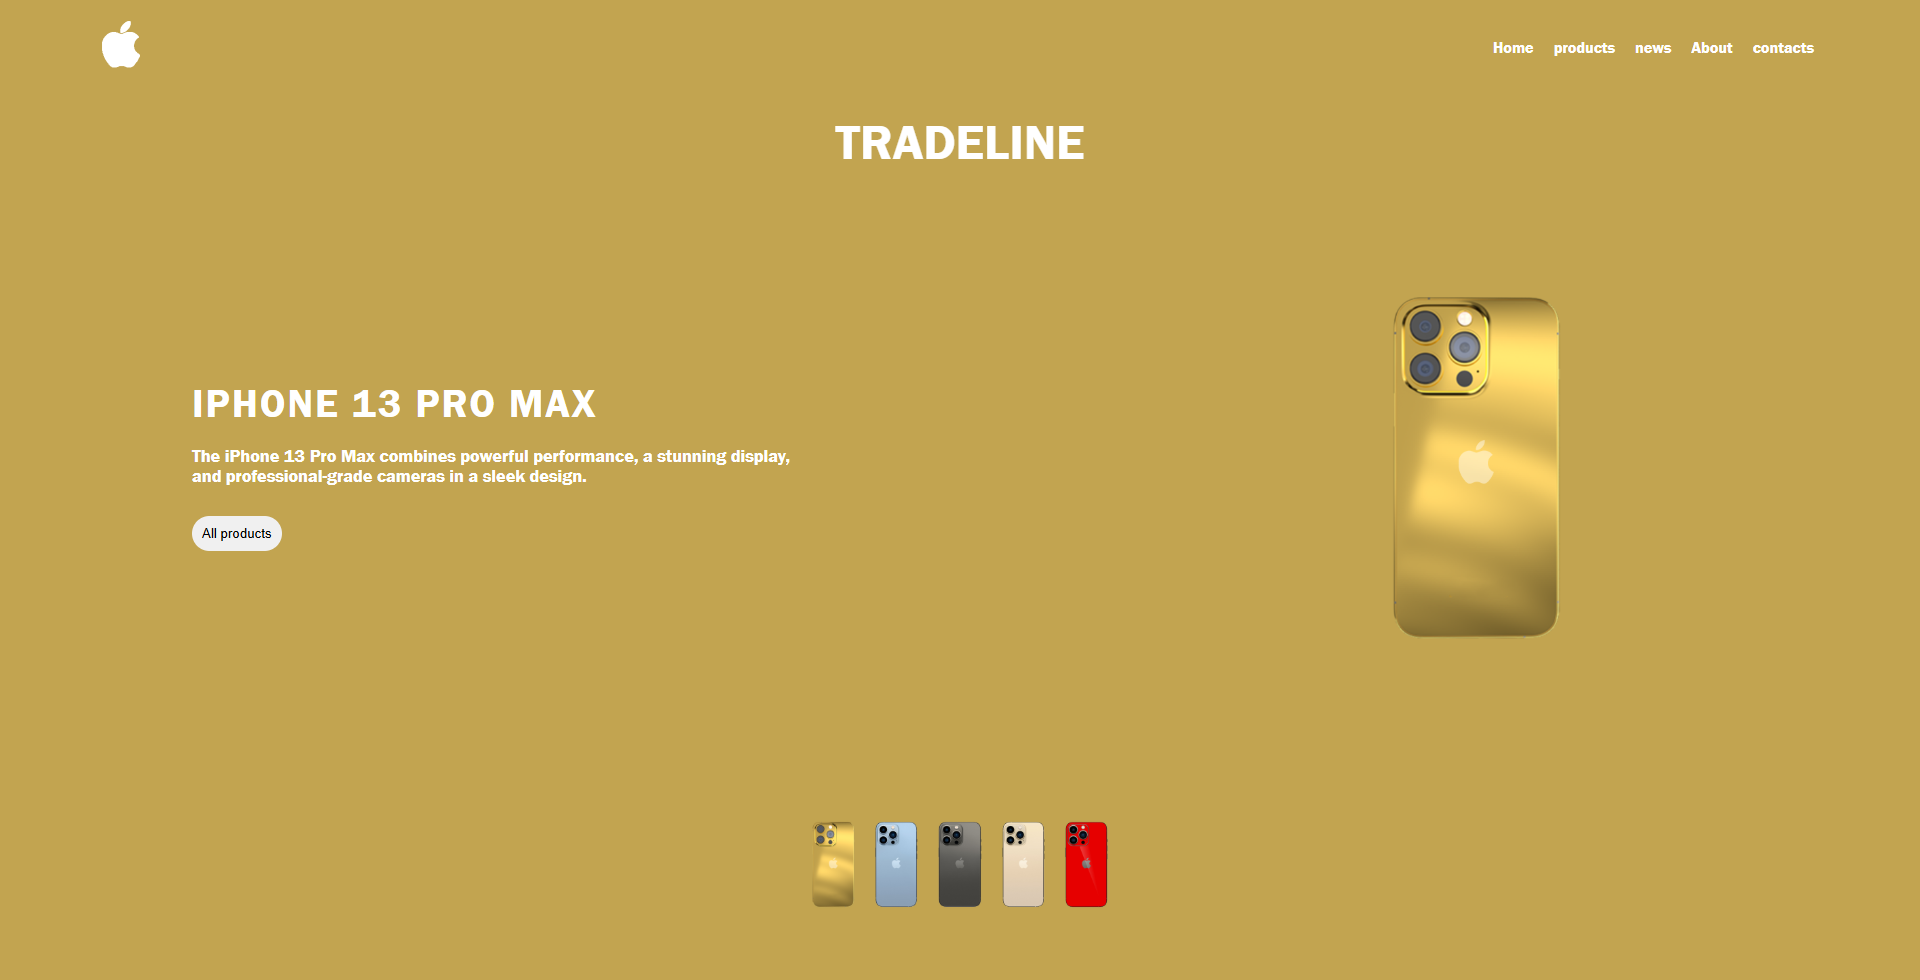 Home products news About contacts
TRADELINE
IPHONE 13 PRO MAX
The iPhone 13 Pro Max combines powerful performance, a stunning display,
and professional-grade cameras in a sleek design.
All products